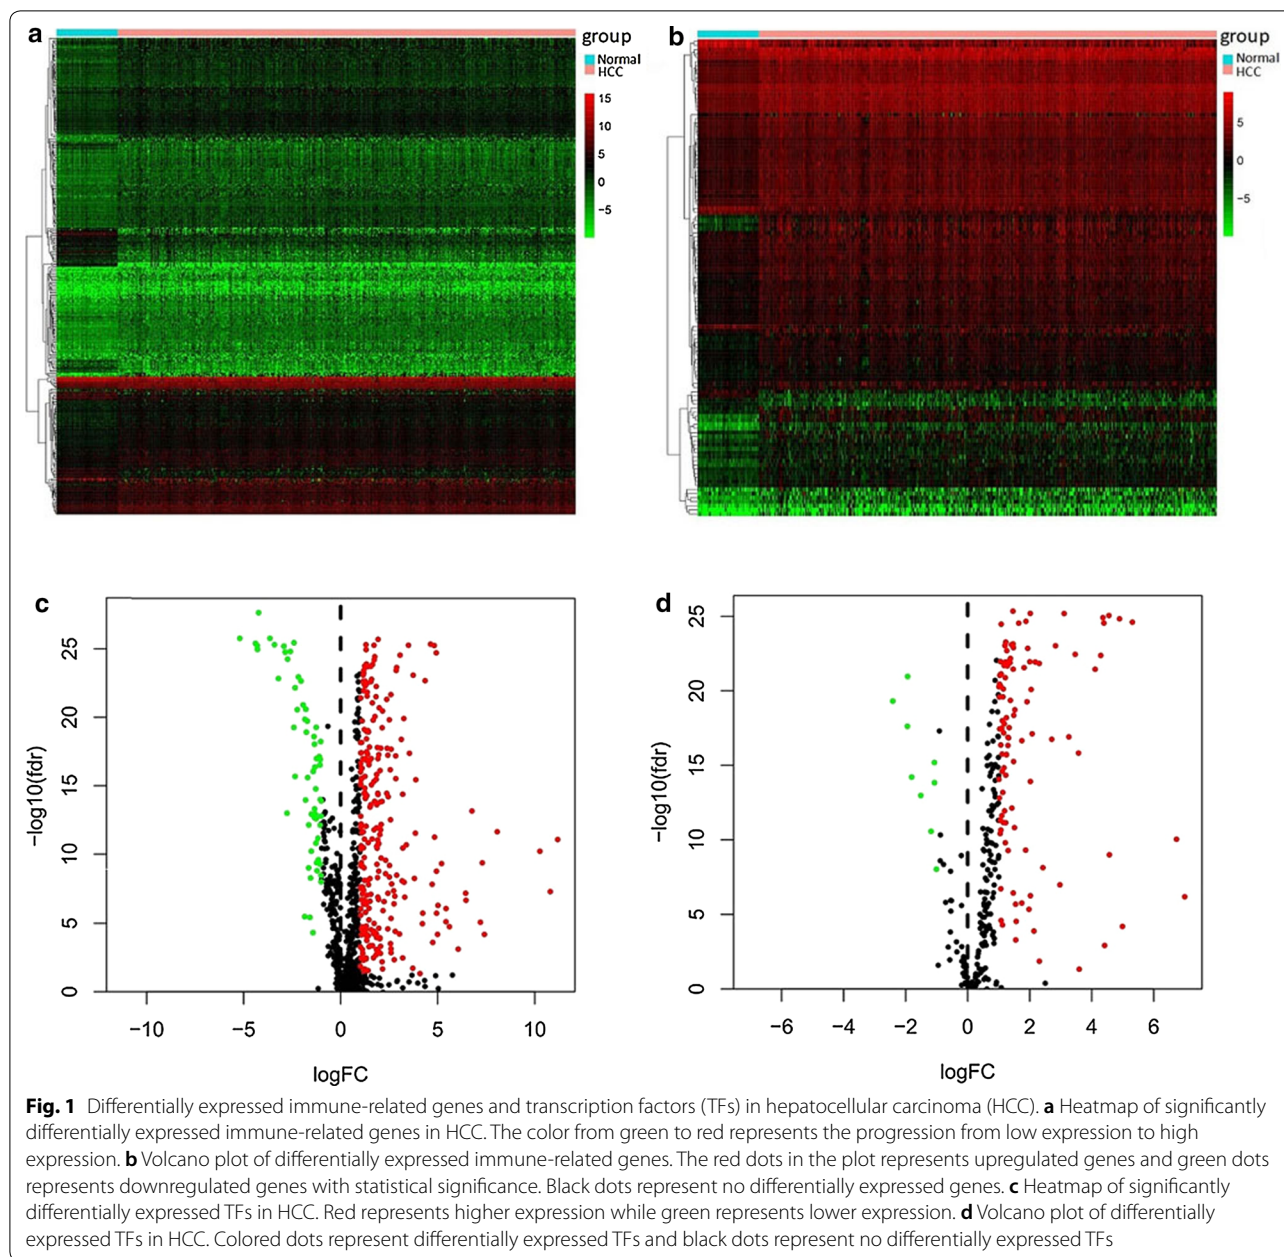 a
group
Normal
HCC
15
10
5
0
−5
b
group
Normal
HCC
5
0
−5
c
25
20
15
10
5
0
−log10(fdr)
−10 −5 0 5 10
logFC
d
25
20
15
10
5
0
−log10(fdr)
−6 −4 −2 0 2 4 6
logFC
Fig. 1 Differentially expressed immune-related genes and transcription factors (TFs) in hepatocellular carcinoma (HCC). a Heatmap of significantly
differentially expressed immune-related genes in HCC. The color from green to red represents the progression from low expression to high
expression. b Volcano plot of differentially expressed immune-related genes. The red dots in the plot represents upregulated genes and green dots
represents downregulated genes with statistical significance. Black dots represent no differentially expressed genes. c Heatmap of significantly
differentially expressed TFs in HCC. Red represents higher expression while green represents lower expression. d Volcano plot of differentially
expressed TFs in HCC. Colored dots represent differentially expressed TFs and black dots represent no differentially expressed TFs